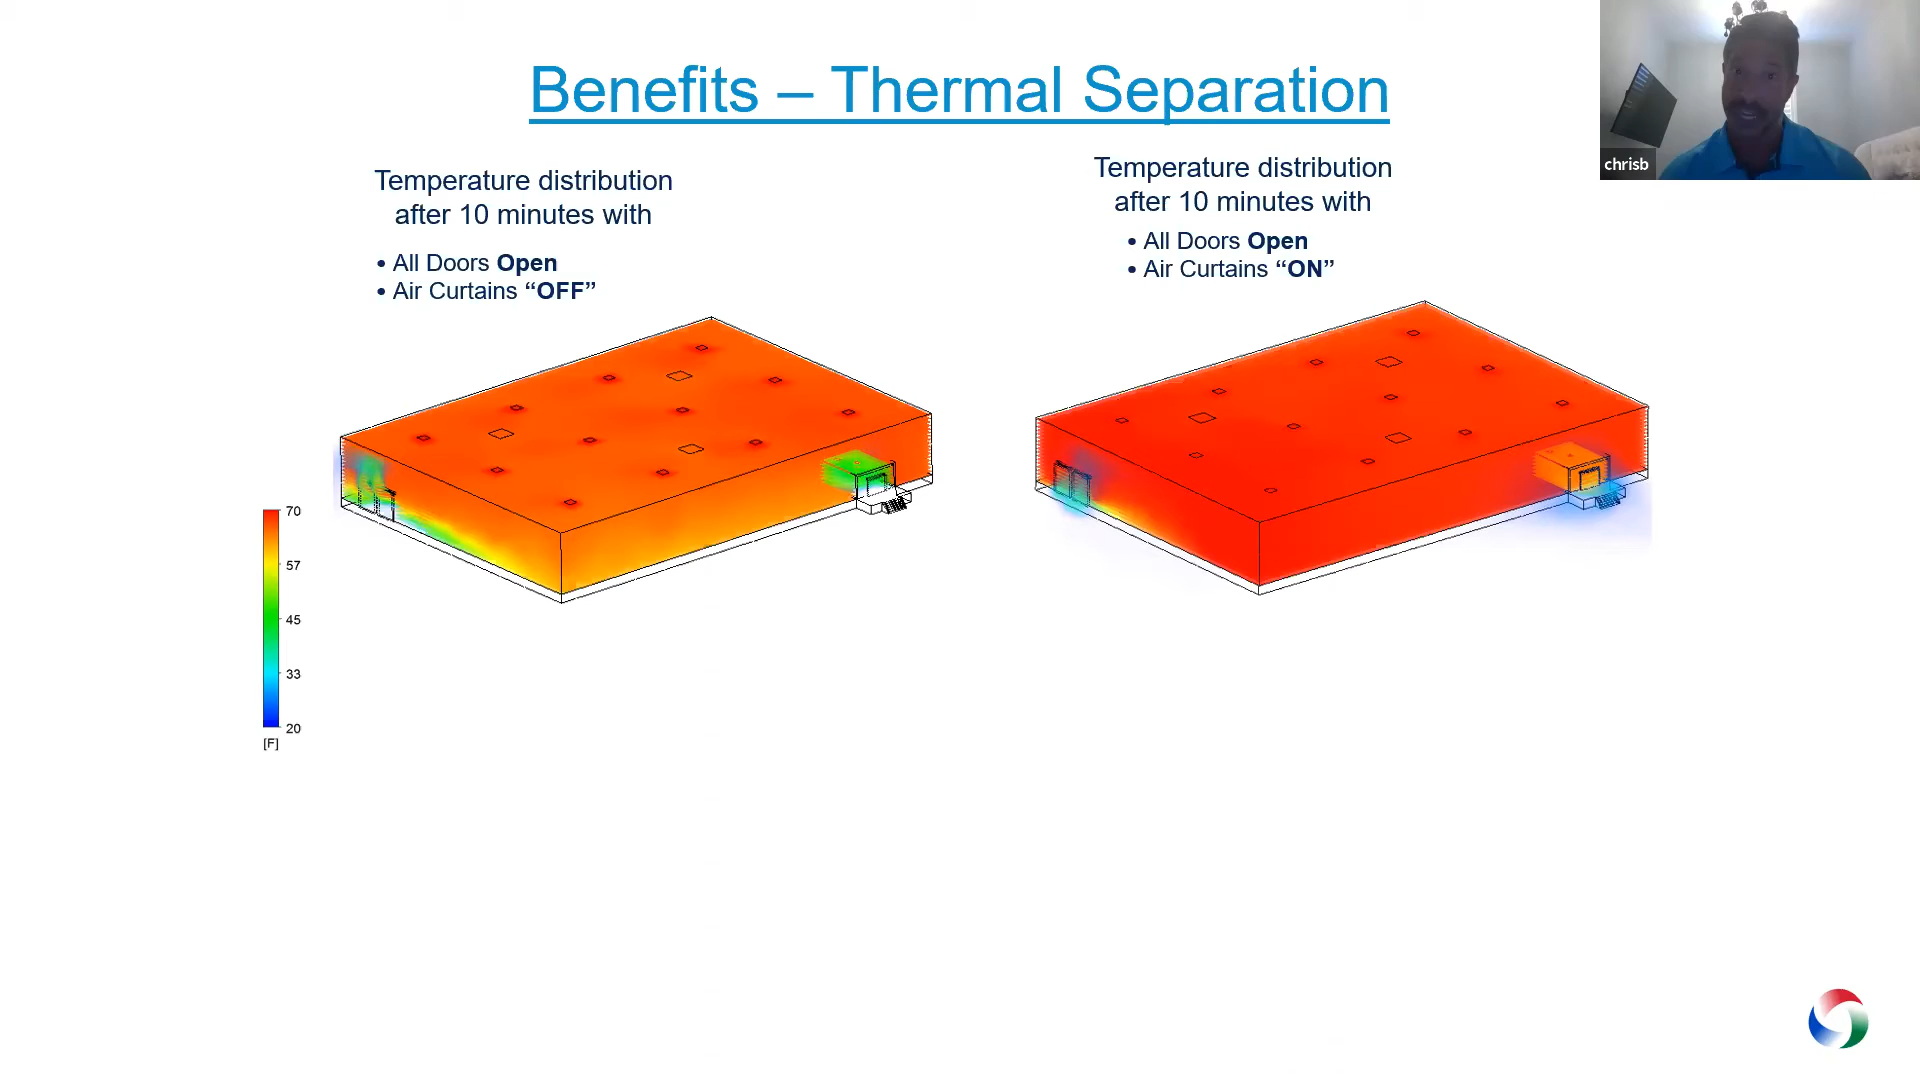 Benefits – Thermal Separation
chrisb
Temperature distribution
after 10 minutes with
• All Doors Open
• Air Curtains “OFF”
Temperature distribution
after 10 minutes with
• All Doors Open
• Air Curtains “ON”
70
57
45
33
20
[F]